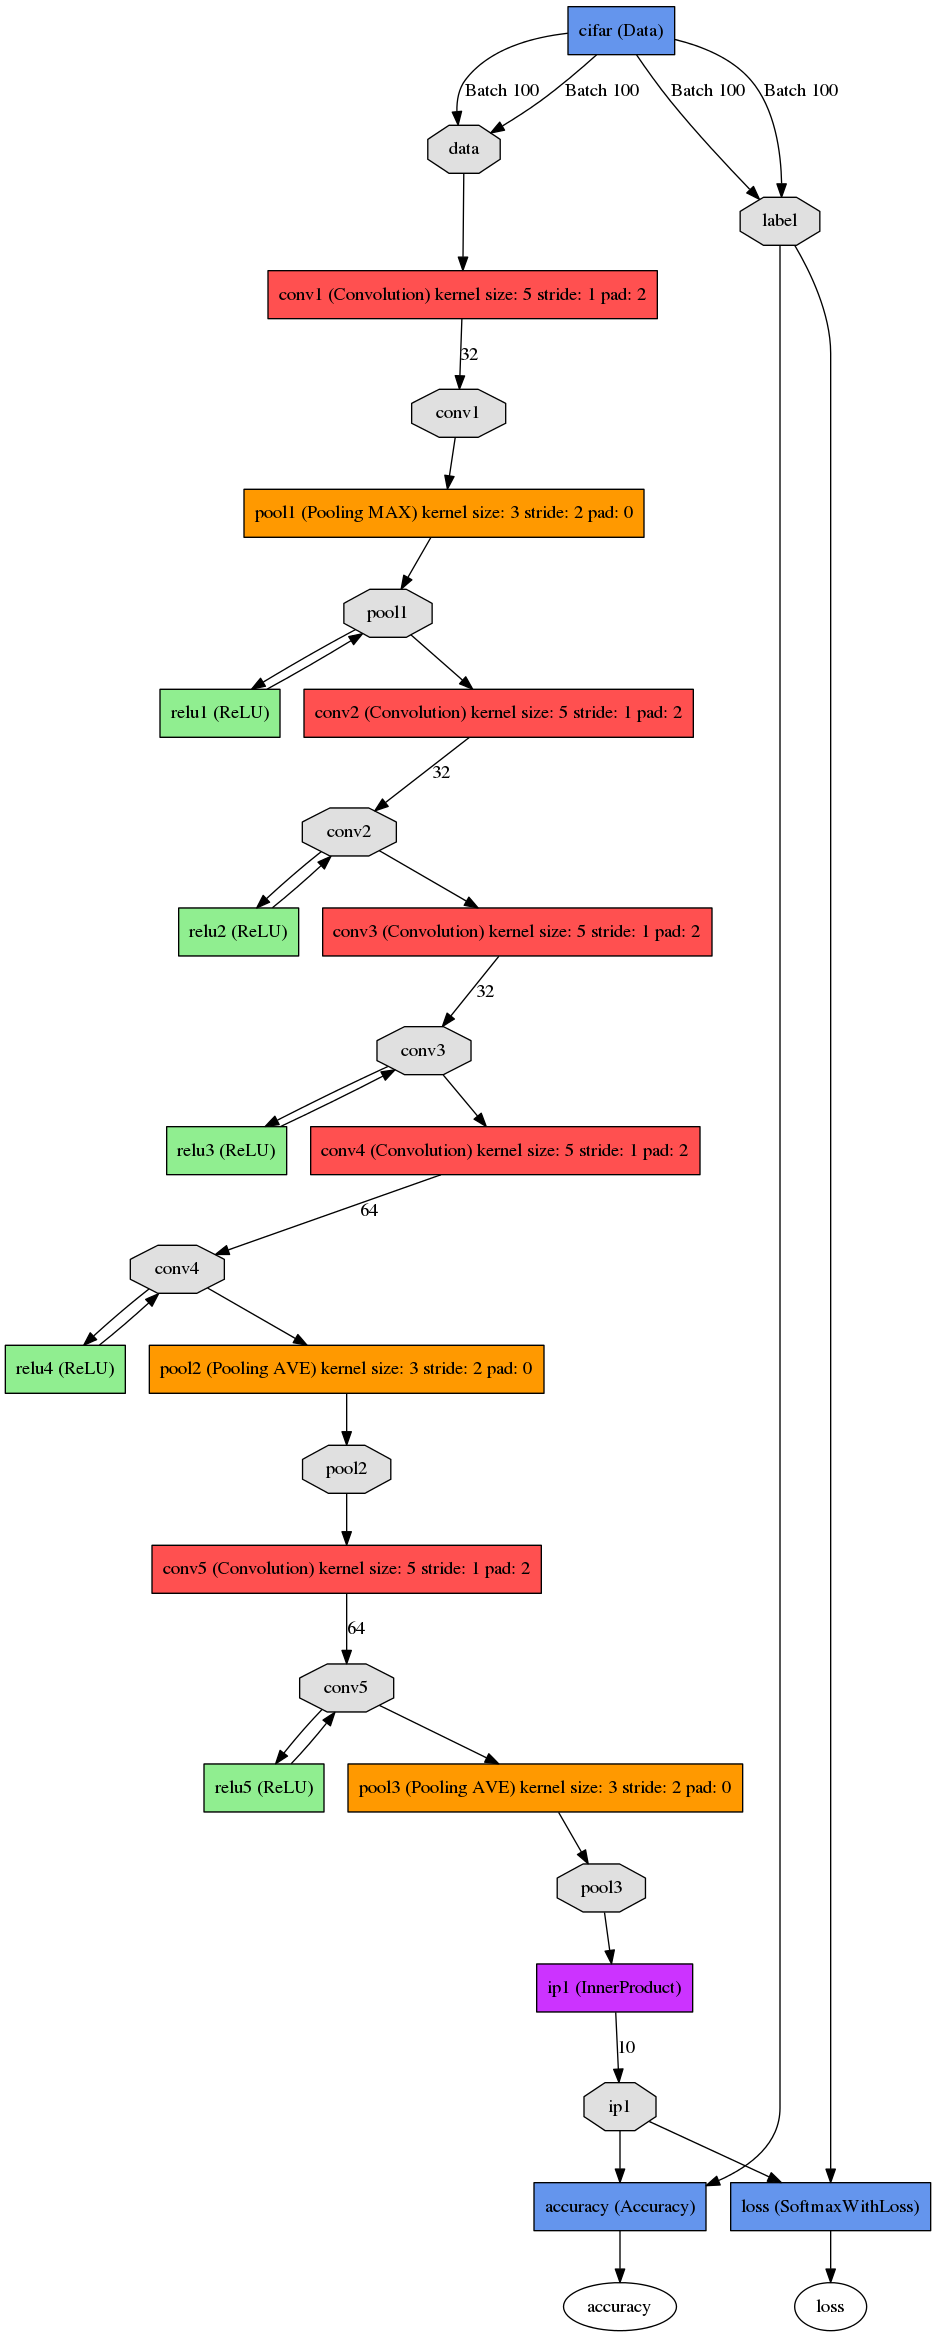 cifar (Data)
Batch 100
Batch 100
Batch 100
Batch 100
data
label
conv1 (Convolution) kernel size: 5 stride: 1 pad: 2
32
conv1
pool1 (Pooling MAX) kernel size: 3 stride: 2 pad: 0
pool1
relu1 (ReLU)
conv2 (Convolution) kernel size: 5 stride: 1 pad: 2
32
conv2
relu2 (ReLU)
conv3 (Convolution) kernel size: 5 stride: 1 pad: 2
32
conv3
relu3 (ReLU)
conv4 (Convolution) kernel size: 5 stride: 1 pad: 2
64
conv4
relu4 (ReLU)
pool2 (Pooling AVE) kernel size: 3 stride: 2 pad: 0
pool2
conv5 (Convolution) kernel size: 5 stride: 1 pad: 2
64
conv5
relu5 (ReLU)
pool3 (Pooling AVE) kernel size: 3 stride: 2 pad: 0
pool3
ip1 (InnerProduct)
10
ip1
accuracy (Accuracy)
loss (SoftmaxWithLoss)
accuracy
loss